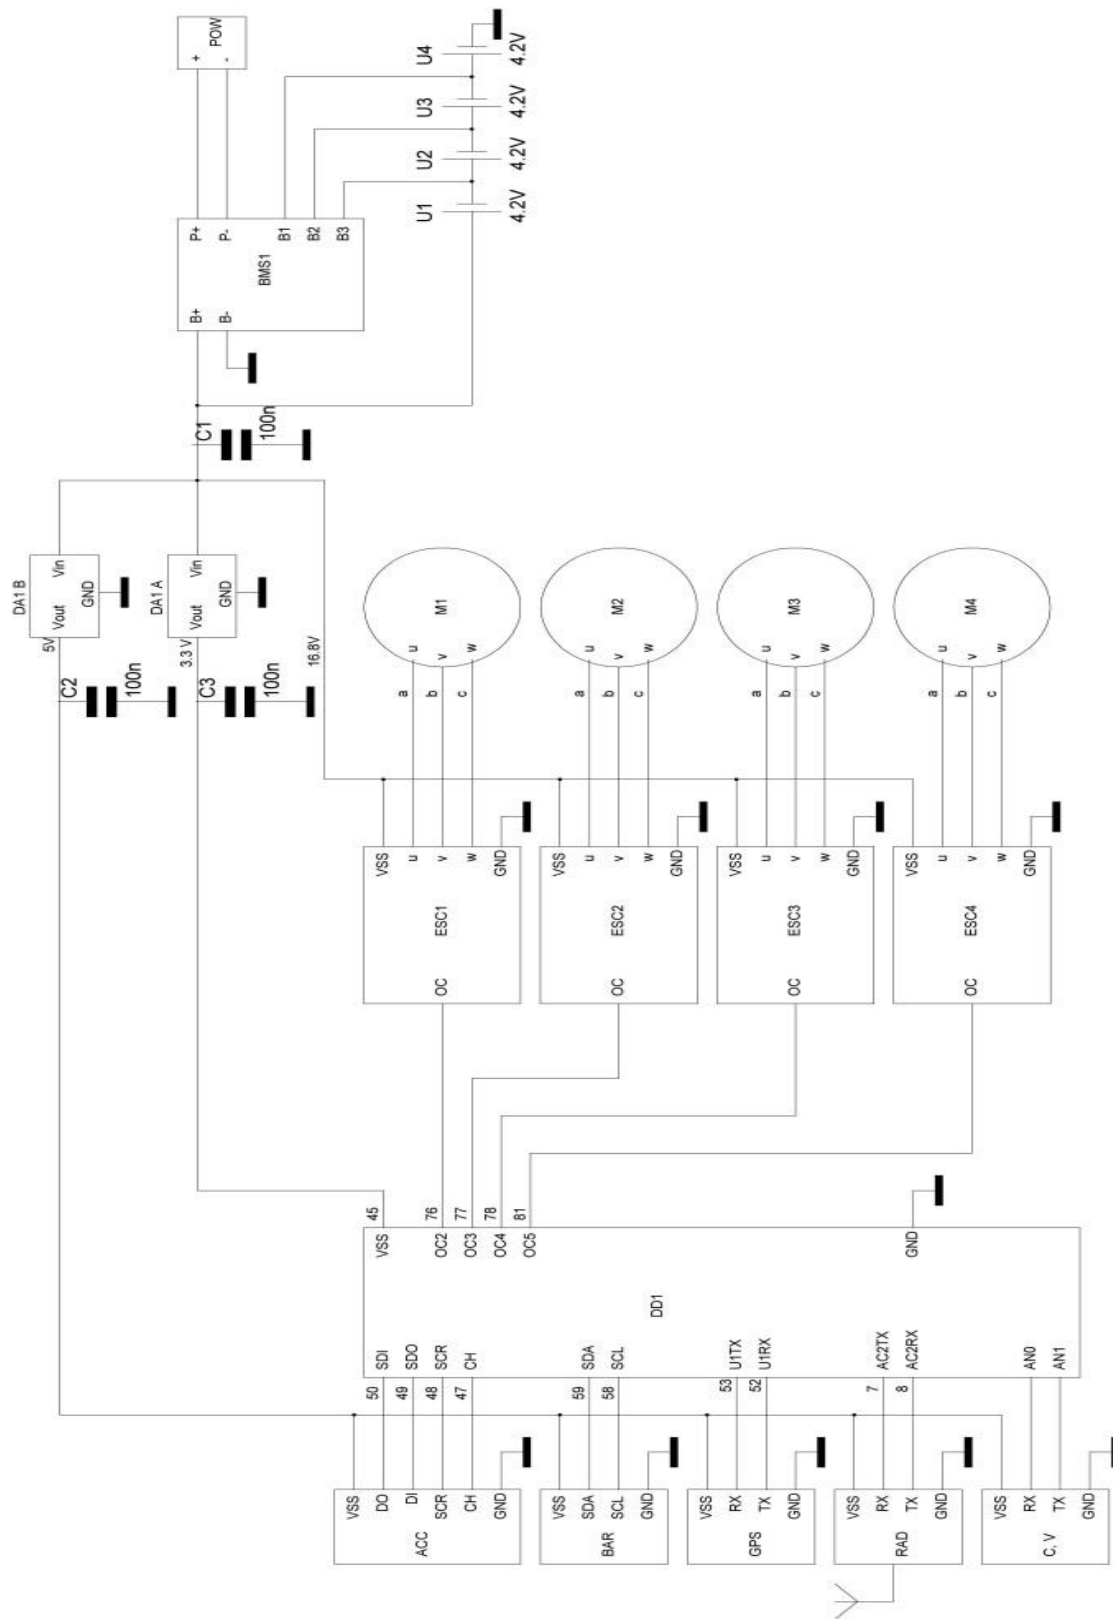 POW
+
-
P+
P-
BMS1
B1
B2
B3
B+
B-
U4
4.2V
U3
4.2V
U2
4.2V
U1
4.2V
C1
100n
DA1 B
Vin
Vout
GND
5V
DA1 A
Vin
Vout
GND
3.3 V
16.8V
C2
100n
C3
100n
M1
u
v
w
a
b
c
M2
u
v
w
a
b
c
M3
u
v
w
a
b
c
M4
u
v
w
a
b
c
VSS
u
v
w
GND
ESC1
OC
VSS
u
v
w
GND
ESC2
OC
VSS
u
v
w
GND
ESC3
OC
VSS
u
v
w
GND
ESC4
OC
45
76
77
78
81
VSS
OC2
OC3
OC4
OC5
GND
DD1
SDI
SDO
SCR
CH
SDA
SCL
U1TX
U1RX
AC2TX
AC2RX
AN0
AN1
50
49
48
47
59
58
53
52
7
8
VSS
DO
DI
SCR
CH
GND
ACC
VSS
SDA
SCL
GND
BAR
VSS
RX
TX
GND
GPS
VSS
RX
TX
GND
RAD
VSS
RX
TX
GND
C, V